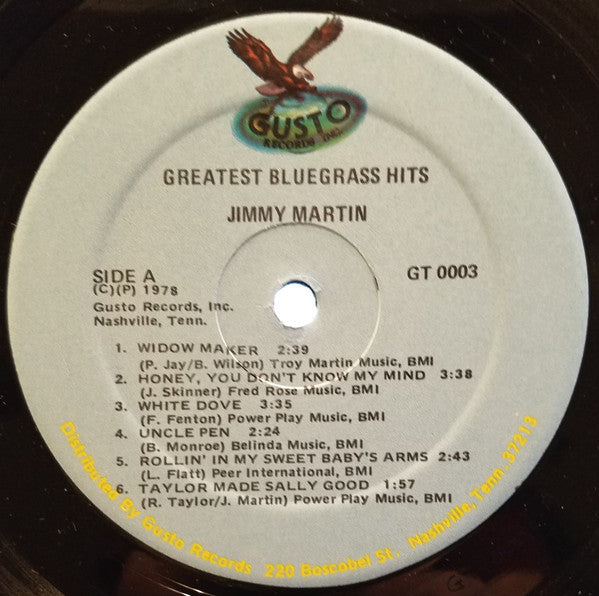 GUSTO
RECORDS INC.
GREATEST BLUEGRASS HITS
JIMMY MARTIN
SIDE A
(C)(P) 1978
Gusto Records, Inc.
Nashville, Tenn.
GT 0003
1. WIDOW MAKER 2:39
(P. Jay/B. Wilson) Troy Martin Music, BMI
2. HONEY, YOU DON'T KNOW MY MIND 3:38
(J. Skinner) Fred Rose Music, BMI
3. WHITE DOVE 3:35
(F. Fenton) Power Play Music, BMI
4. UNCLE PEN 2:24
(B. Monroe) Belinda Music, BMI
5. ROLLIN' IN MY SWEET BABY'S ARMS 2:43
(L. Flatt) Peer International, BMI
6. TAYLOR MADE SALLY GOOD 1:57
(R. Taylor/J. Martin) Power Play Music, BMI
Distributed By Gusto Records 220 Boscobel St. Nashville, Tenn. 37213